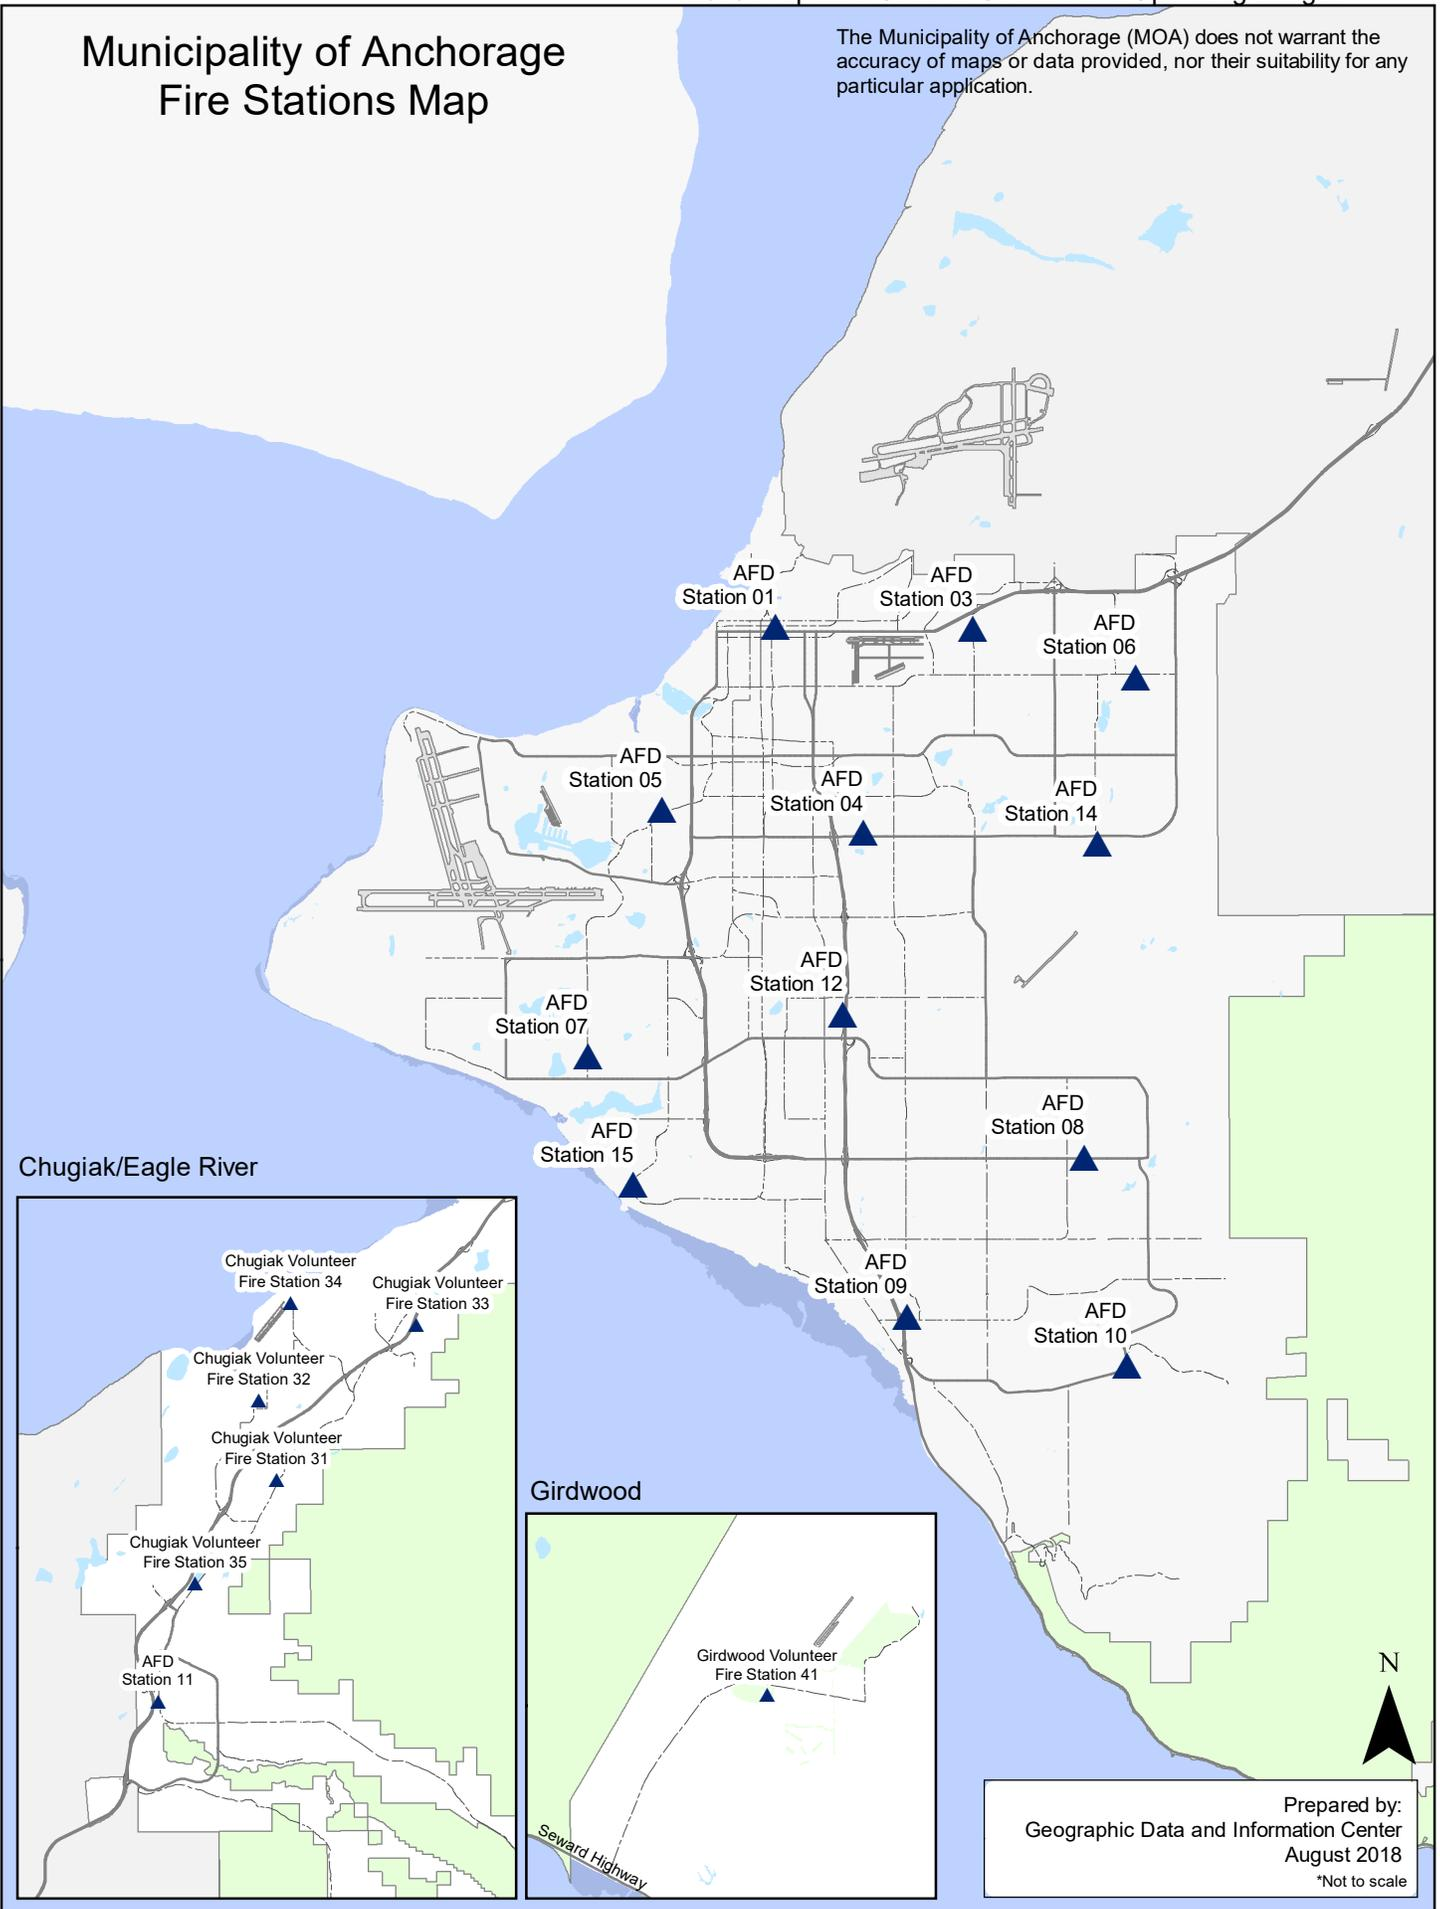 Municipality of Anchorage
Fire Stations Map
The Municipality of Anchorage (MOA) does not warrant the
accuracy of maps or data provided, nor their suitability for any
particular application.
AFD
Station 01
AFD
Station 03
AFD
Station 06
AFD
Station 05
AFD
Station 04
AFD
Station 14
AFD
Station 12
AFD
Station 07
AFD
Station 08
AFD
Station 15
AFD
Station 09
AFD
Station 10
Chugiak/Eagle River
Chugiak Volunteer
Fire Station 34
Chugiak Volunteer
Fire Station 33
Chugiak Volunteer
Fire Station 32
Chugiak Volunteer
Fire Station 31
Chugiak Volunteer
Fire Station 35
AFD
Station 11
Girdwood
Girdwood Volunteer
Fire Station 41
Seward Highway
N
Prepared by:
Geographic Data and Information Center
August 2018
*Not to scale